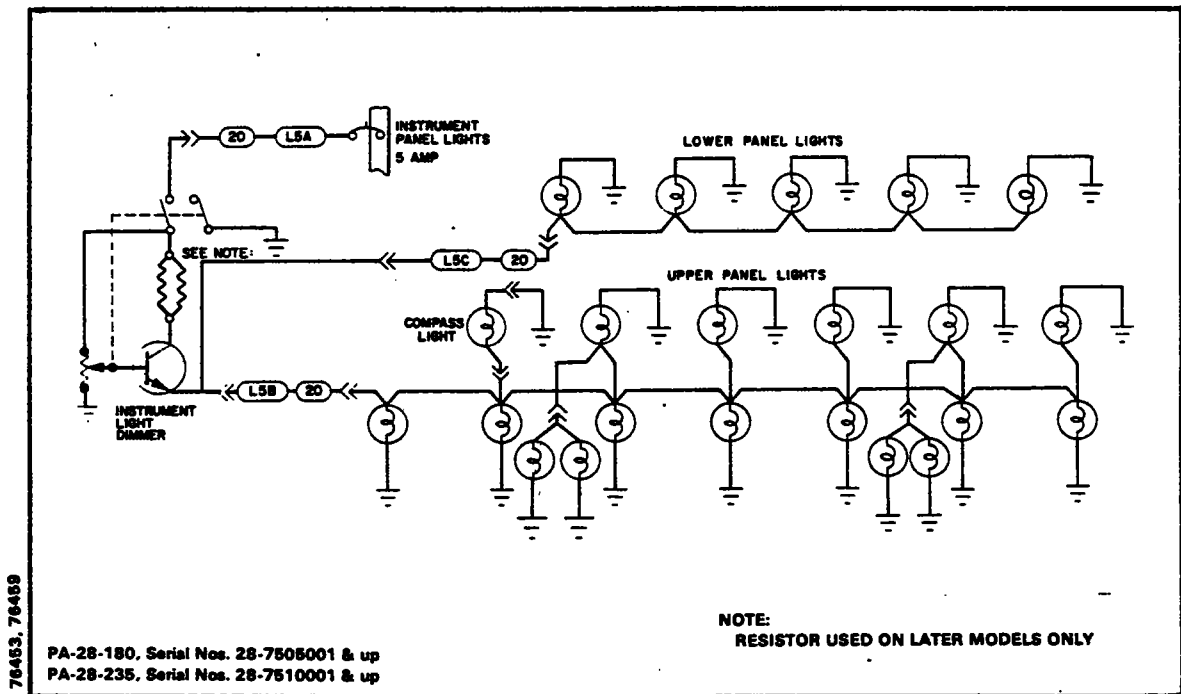 20
L5A
INSTRUMENT
PANEL LIGHTS
5 AMP
LOWER PANEL LIGHTS
SEE NOTE:
L5C
20
UPPER PANEL LIGHTS
COMPASS
LIGHT
L5B
20
INSTRUMENT
LIGHT
DIMMER
NOTE:
RESISTOR USED ON LATER MODELS ONLY
PA-28-180, Serial Nos. 28-7505001 & up
PA-28-235, Serial Nos. 28-7510001 & up
76453, 76459